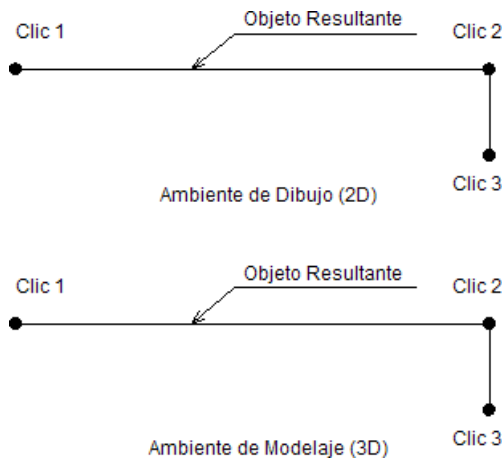 Objeto Resultante
Clic 1
Clic 2
Clic 3
Ambiente de Dibujo (2D)
Objeto Resultante
Clic 1
Clic 2
Clic 3
Ambiente de Modelaje (3D)